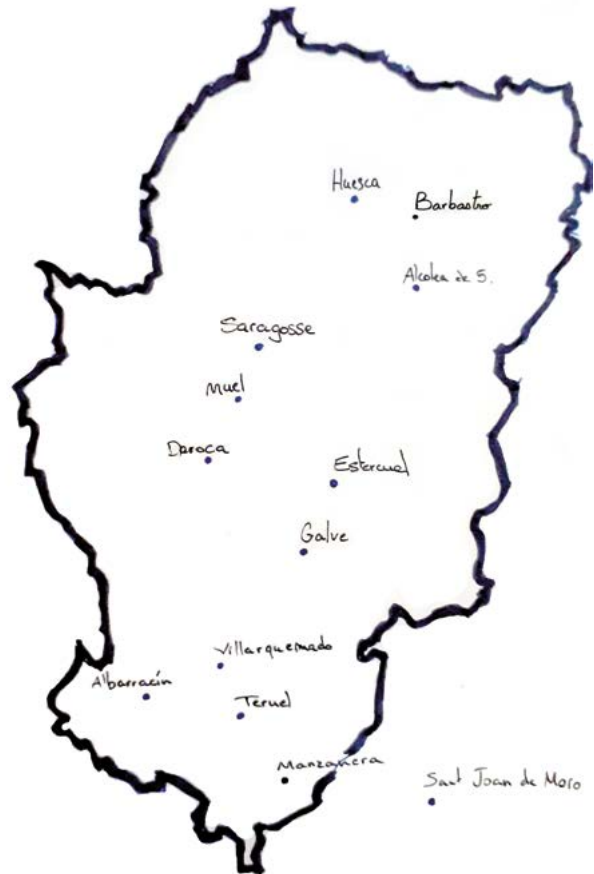 Huesca
Barbastro
Alcolea de S.
Saragosse
Muel
Daroca
Estercuel
Galve
Villarquemado
Albarracín
Teruel
Manzanera
Sant Joan de Moro